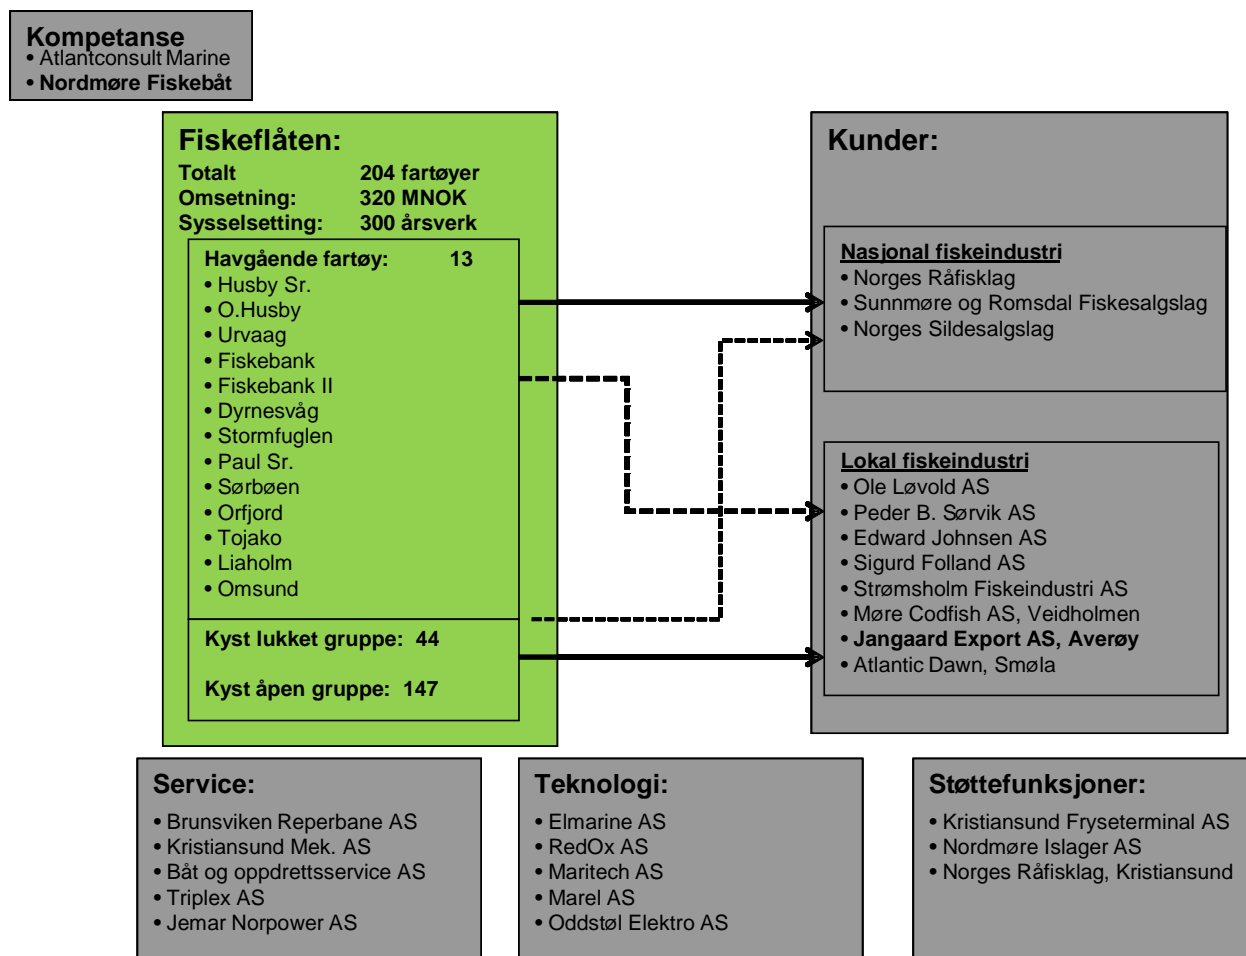 Kompetanse
• Atlantconsult Marine
• Nordmøre Fiskebåt
Fiskeflåten:
Totalt 204 fartøyer
Omsetning: 320 MNOK
Sysselsetting: 300 årsverk
Havgående fartøy: 13
• Husby Sr.
• O.Husby
• Urvaag
• Fiskebank
• Fiskebank II
• Dyrnesvåg
• Stormfuglen
• Paul Sr.
• Sørbøen
• Orfjord
• Tojako
• Liaholm
• Omsund
Kyst lukket gruppe: 44
Kyst åpen gruppe: 147
Kunder:
Nasjonal fiskeindustri
• Norges Råfisklag
• Sunnmøre og Romsdal Fiskesalgslag
• Norges Sildesalgslag
Lokal fiskeindustri
• Ole Løvold AS
• Peder B. Sørvik AS
• Edward Johnsen AS
• Sigurd Folland AS
• Strømsholm Fiskeindustri AS
• Møre Codfish AS, Veidholmen
• Jangaard Export AS, Averøy
• Atlantic Dawn, Smøla
Service:
• Brunsviken Reperbane AS
• Kristiansund Mek. AS
• Båt og oppdrettsservice AS
• Triplex AS
• Jemar Norpower AS
Teknologi:
• Elmarine AS
• RedOx AS
• Maritech AS
• Marel AS
• Oddstøl Elektro AS
Støttefunksjoner:
• Kristiansund Fryseterminal AS
• Nordmøre Islager AS
• Norges Råfisklag, Kristiansund